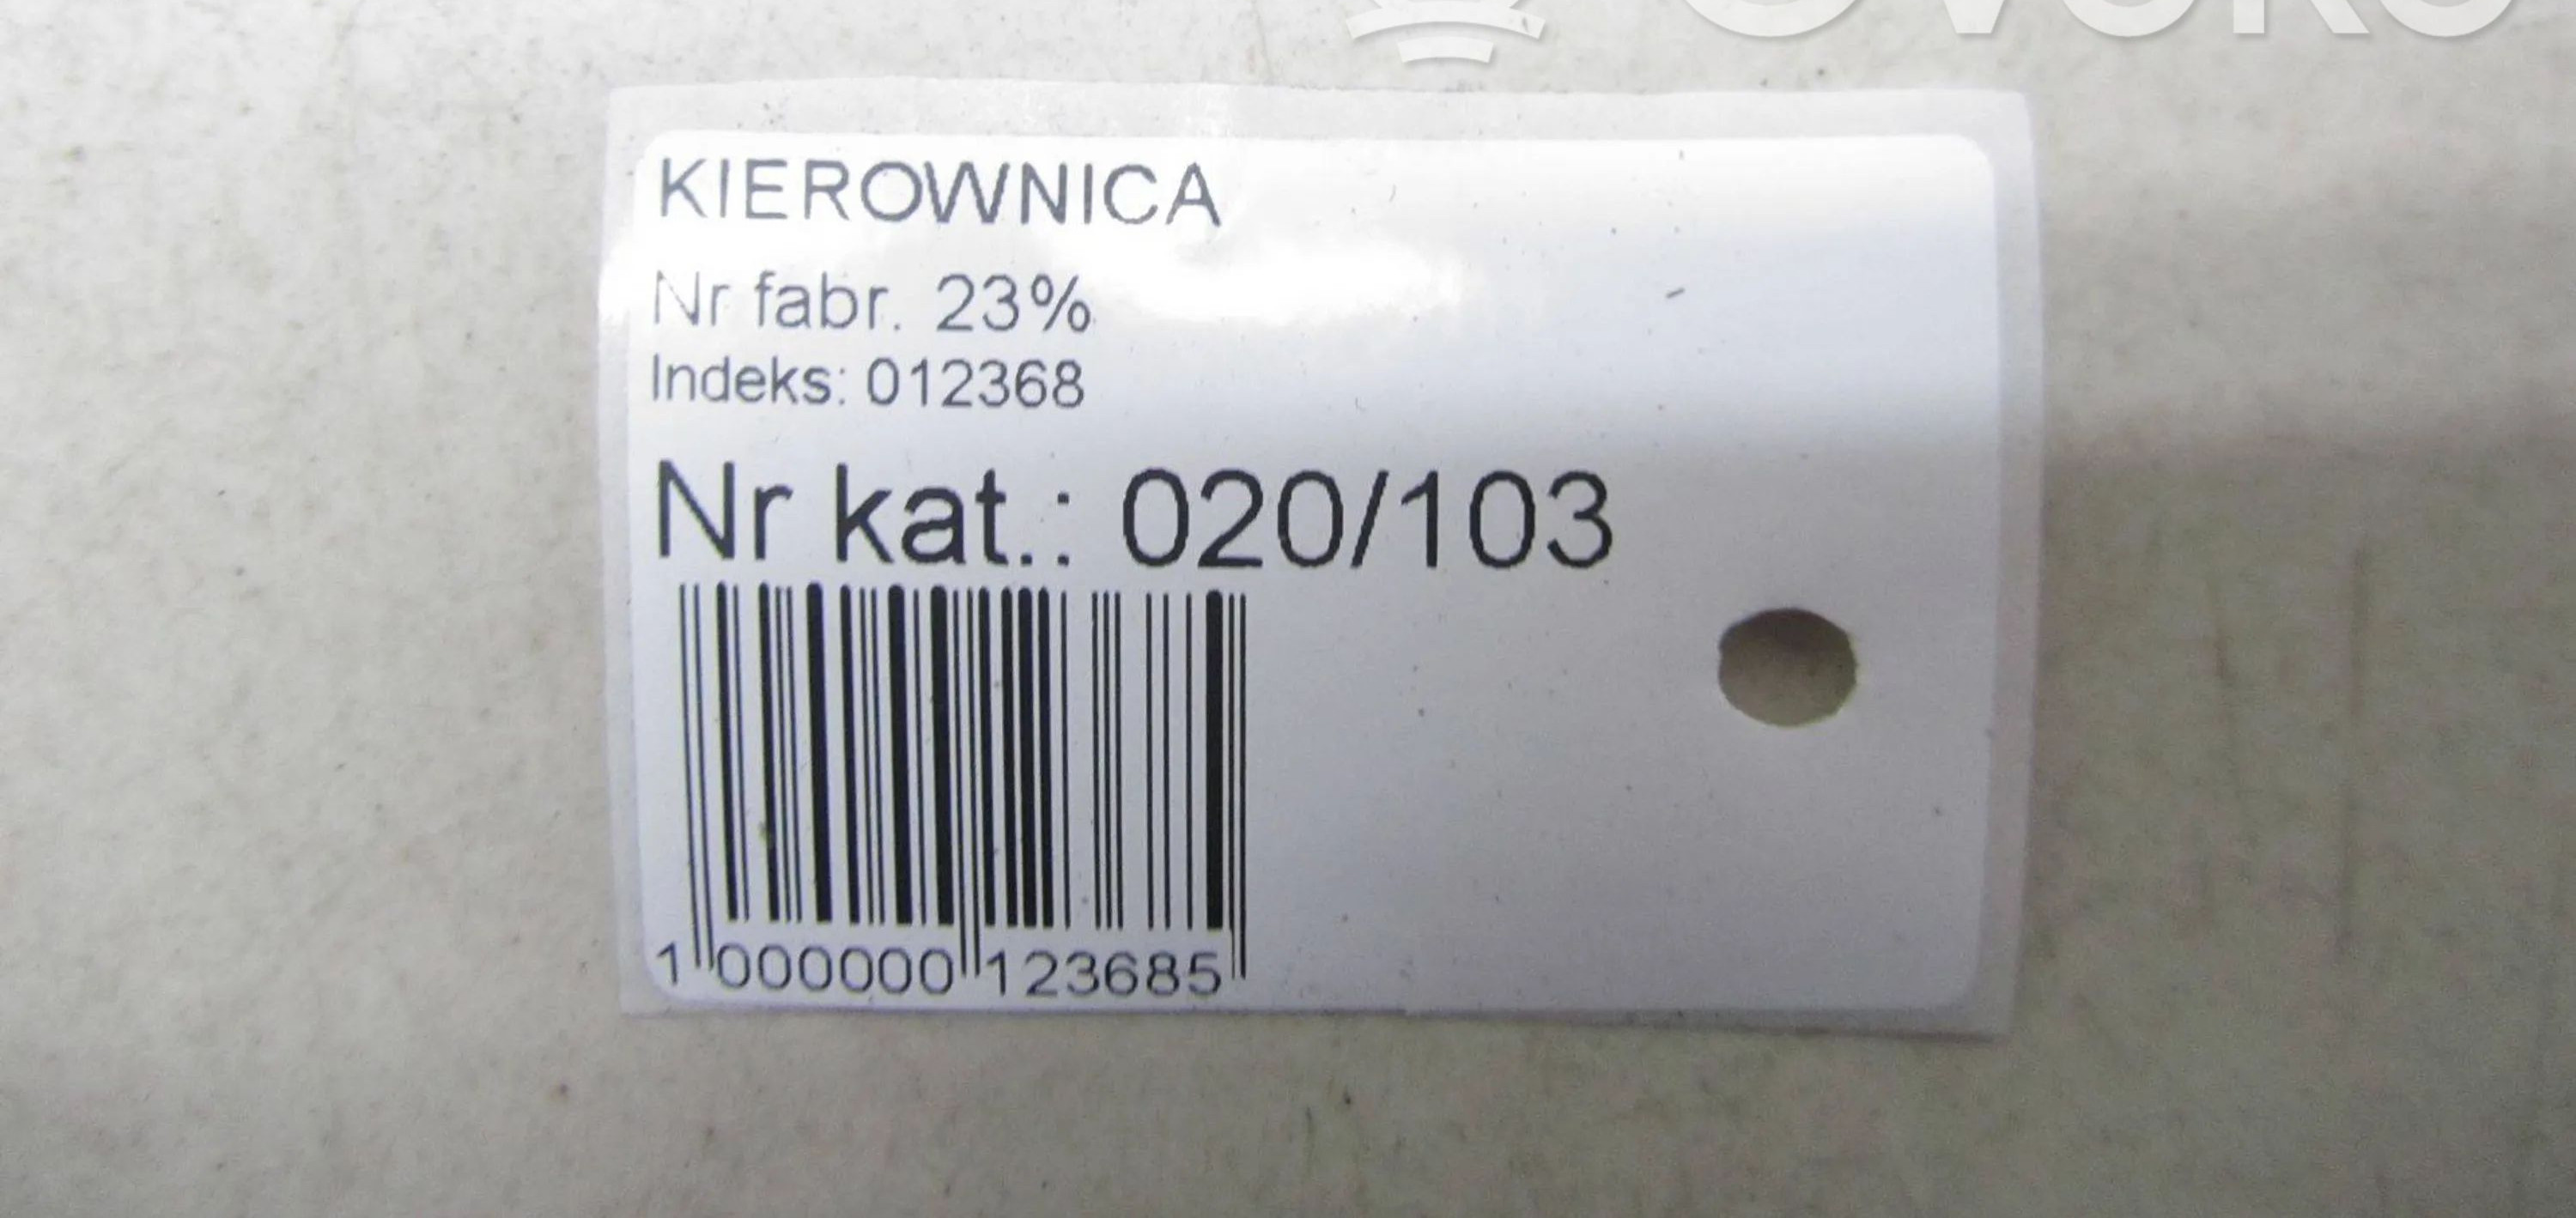 KIEROWNICA
Nr fabr. 23%
Indeks: 012368
Nr kat.: 020/103
1 000000 123685